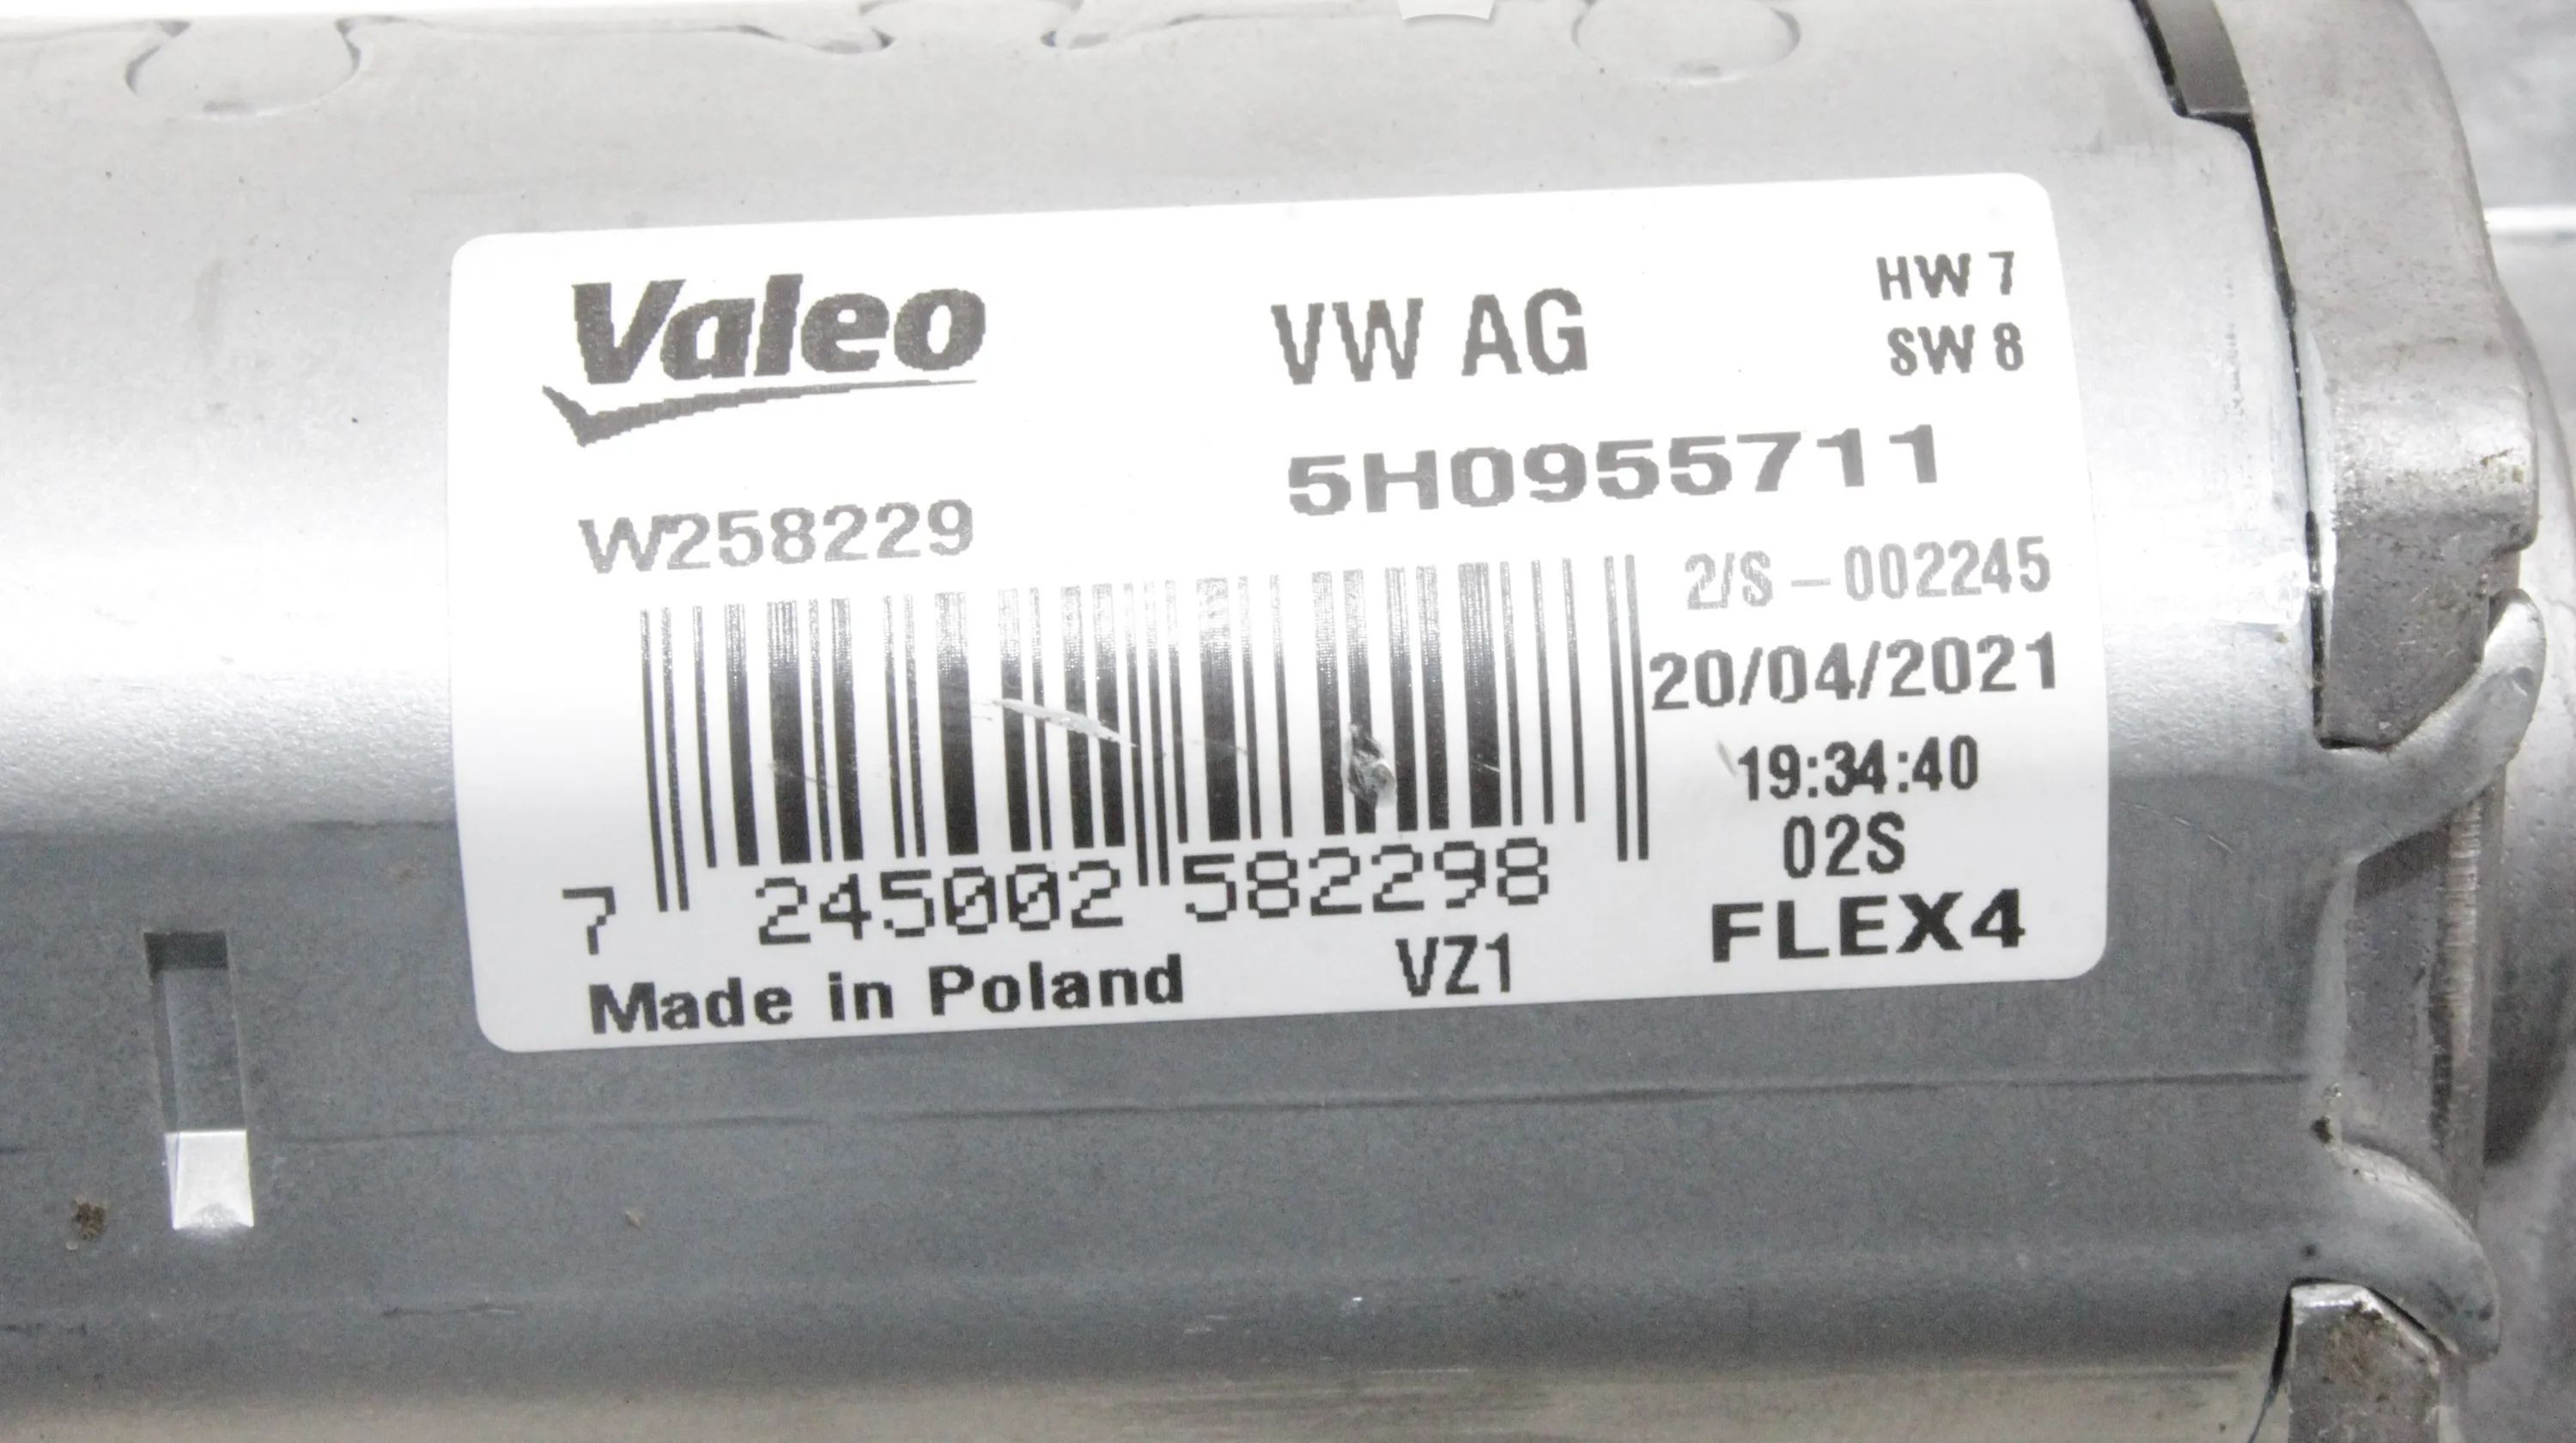 Valeo
VW AG
HW 7
SW 8
5H0955711
W258229
2/S – 002245
20/04/2021
19:34:40
02S
7 245002 582298
FLEX4
Made in Poland
VZ1